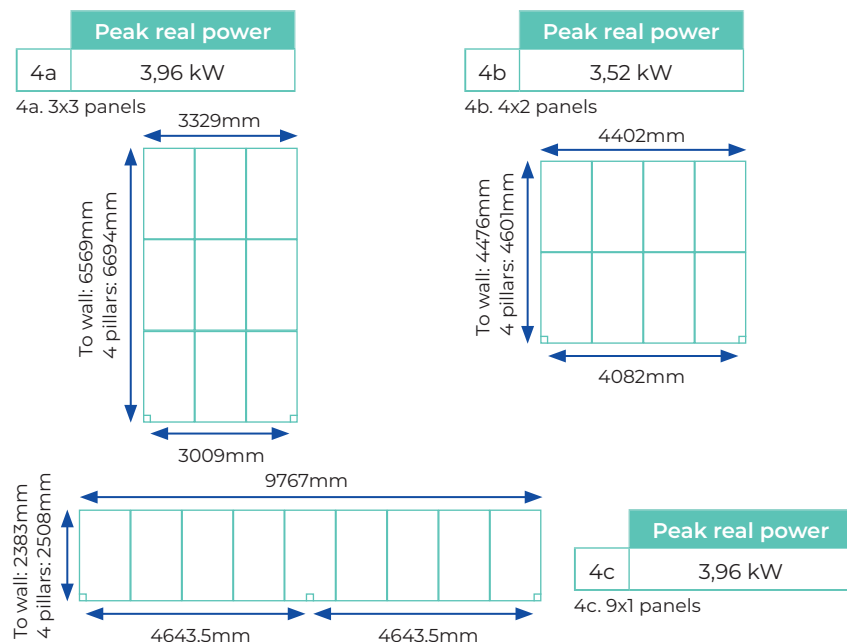 Peak real power
4a 3,96 kW
4a. 3x3 panels
3329mm
To wall: 6569mm
4 pillars: 6694mm
3009mm
Peak real power
4b 3,52 kW
4b. 4x2 panels
4402mm
To wall: 4476mm
4 pillars: 4601mm
4082mm
9767mm
To wall: 2383mm
4 pillars: 2508mm
4643,5mm 4643,5mm
Peak real power
4c 3,96 kW
4c. 9x1 panels